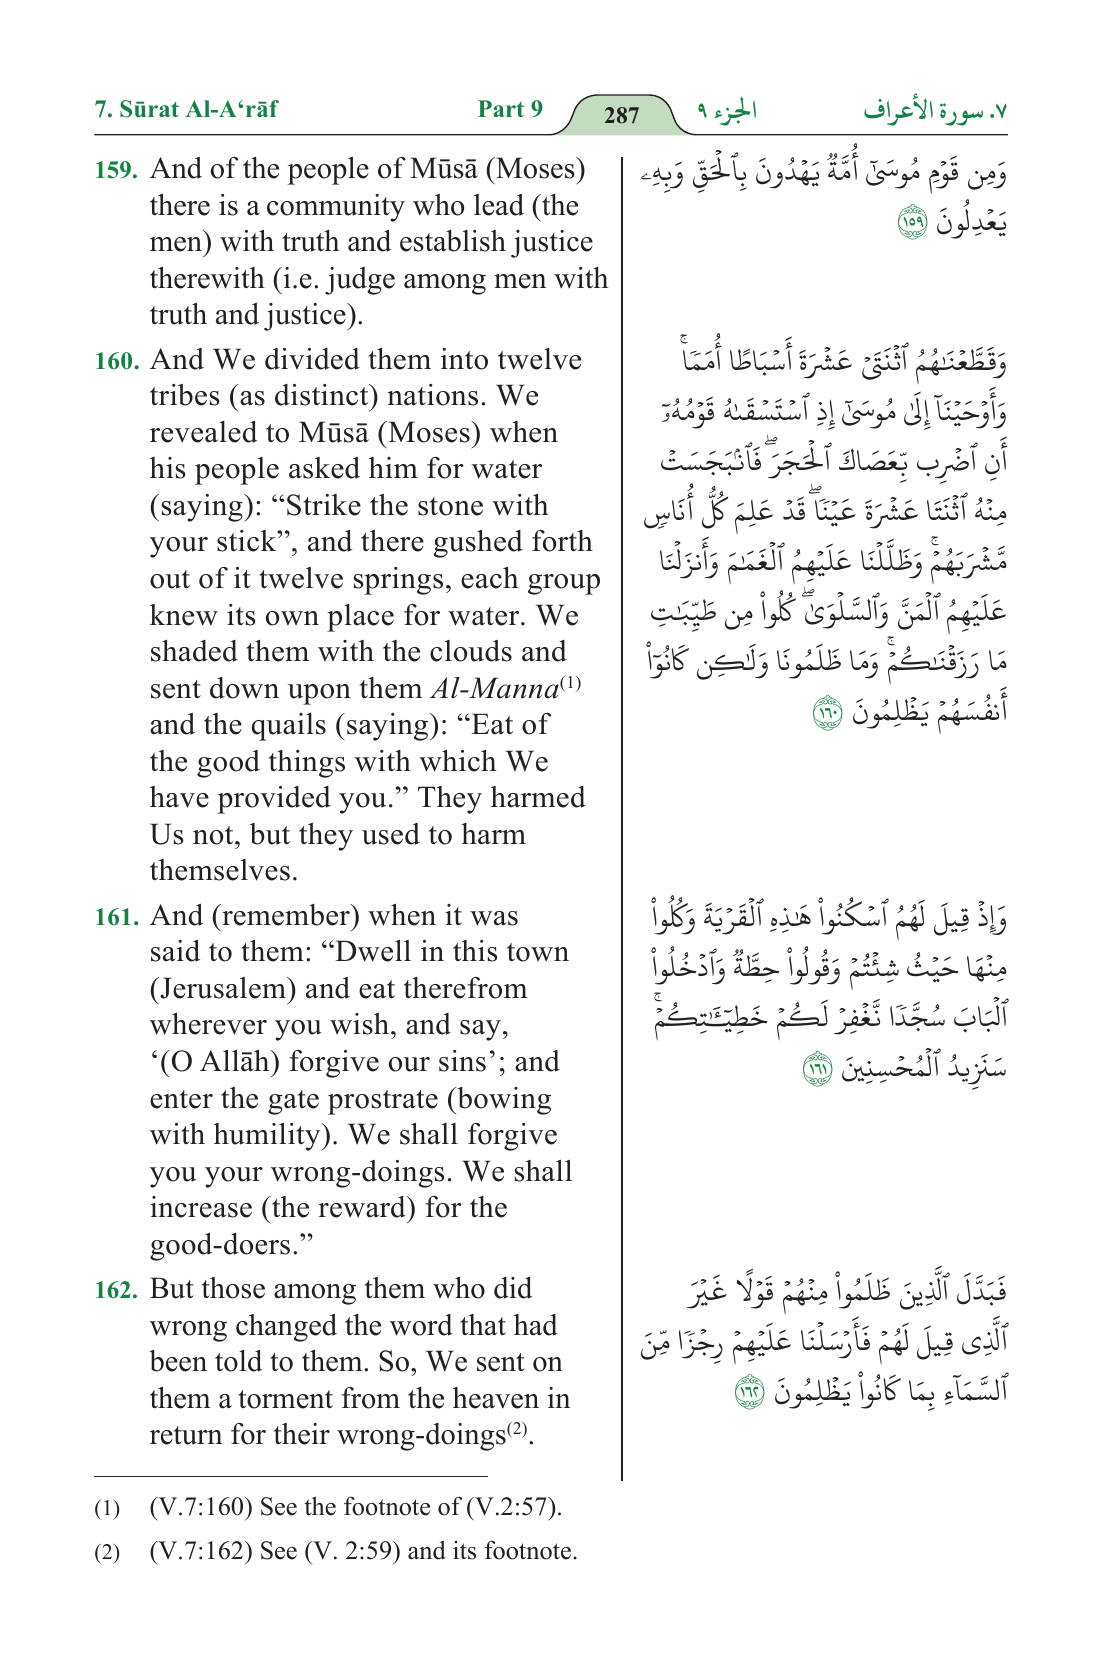 7. Sūrat Al-A‘rāf Part 9 287 الجزء ٩ ٧. سورة الأعراف
159. And of the people of Mūsā (Moses)
there is a community who lead (the
men) with truth and establish justice
therewith (i.e. judge among men with
truth and justice).
وَمِن قَوْمِ مُوسَىٰٓ أُمَّةٌ يَهْدُونَ بِٱلْحَقِّ وَبِهِۦ
يَعْدِلُونَ ١٥٩
160. And We divided them into twelve
tribes (as distinct) nations. We
revealed to Mūsā (Moses) when
his people asked him for water
(saying): “Strike the stone with
your stick”, and there gushed forth
out of it twelve springs, each group
knew its own place for water. We
shaded them with the clouds and
sent down upon them Al-Manna(1)
and the quails (saying): “Eat of
the good things with which We
have provided you.” They harmed
Us not, but they used to harm
themselves.
وَقَطَّعْنَٰهُمُ ٱثْنَتَىْ عَشْرَةَ أَسْبَاطًا أُمَمًا ۚ
وَأَوْحَيْنَآ إِلَىٰ مُوسَىٰٓ إِذِ ٱسْتَسْقَىٰهُ قَوْمُهُۥٓ
أَنِ ٱضْرِب بِّعَصَاكَ ٱلْحَجَرَ ۖ فَٱنۢبَجَسَتْ
مِنْهُ ٱثْنَتَا عَشْرَةَ عَيْنًا ۖ قَدْ عَلِمَ كُلُّ أُنَاسٍ
مَّشْرَبَهُمْ ۚ وَظَلَّلْنَا عَلَيْهِمُ ٱلْغَمَٰمَ وَأَنزَلْنَا
عَلَيْهِمُ ٱلْمَنَّ وَٱلسَّلْوَىٰ ۖ كُلُوا۟ مِن طَيِّبَٰتِ
مَا رَزَقْنَٰكُمْ ۚ وَمَا ظَلَمُونَا وَلَٰكِن كَانُوٓا۟
أَنفُسَهُمْ يَظْلِمُونَ ١٦٠
161. And (remember) when it was
said to them: “Dwell in this town
(Jerusalem) and eat therefrom
wherever you wish, and say,
‘(O Allāh) forgive our sins’; and
enter the gate prostrate (bowing
with humility). We shall forgive
you your wrong-doings. We shall
increase (the reward) for the
good-doers.”
وَإِذْ قِيلَ لَهُمُ ٱسْكُنُوا۟ هَٰذِهِ ٱلْقَرْيَةَ وَكُلُوا۟
مِنْهَا حَيْثُ شِئْتُمْ وَقُولُوا۟ حِطَّةٌ وَٱدْخُلُوا۟
ٱلْبَابَ سُجَّدًا نَّغْفِرْ لَكُمْ خَطِيٓـَٰٔتِكُمْ ۚ
سَنَزِيدُ ٱلْمُحْسِنِينَ ١٦١
162. But those among them who did
wrong changed the word that had
been told to them. So, We sent on
them a torment from the heaven in
return for their wrong-doings(2).
فَبَدَّلَ ٱلَّذِينَ ظَلَمُوا۟ مِنْهُمْ قَوْلًا غَيْرَ
ٱلَّذِى قِيلَ لَهُمْ فَأَرْسَلْنَا عَلَيْهِمْ رِجْزًا مِّنَ
ٱلسَّمَآءِ بِمَا كَانُوا۟ يَظْلِمُونَ ١٦٢
(1) (V.7:160) See the footnote of (V.2:57).
(2) (V.7:162) See (V. 2:59) and its footnote.